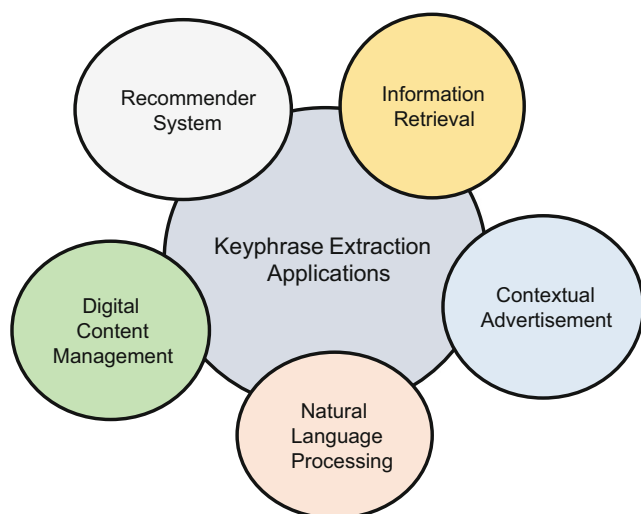 Recommender
System
Information
Retrieval
Keyphrase Extraction
Applications
Contextual
Advertisement
Digital
Content
Management
Natural
Language
Processing